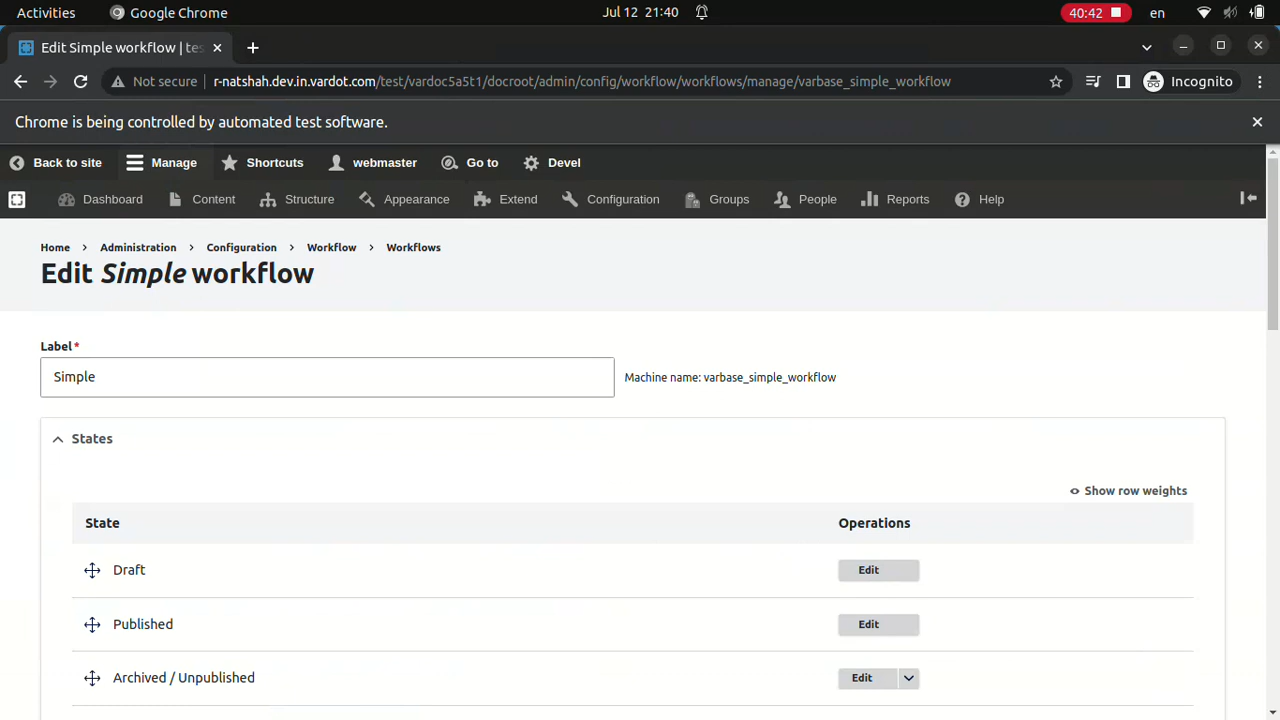 Activities Google Chrome Jul 12 21:40 40:42 en
Edit Simple workflow | tes
Not secure r-natshah.dev.in.vardot.com/test/vardoc5a5t1/docroot/admin/config/workflow/workflows/manage/varbase_simple_workflow Incognito
Chrome is being controlled by automated test software.
Back to site Manage Shortcuts webmaster Go to Devel
Dashboard Content Structure Appearance Extend Configuration Groups People Reports Help
Home > Administration > Configuration > Workflow > Workflows
Edit Simple workflow
Label*
Simple Machine name: varbase_simple_workflow
States
Show row weights
State Operations
Draft Edit
Published Edit
Archived / Unpublished Edit